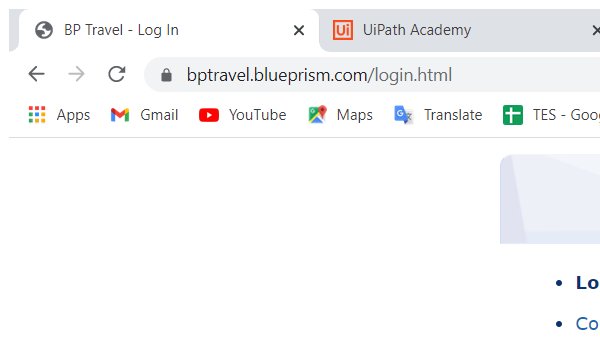 BP Travel - Log In
UiPath Academy
bptravel.blueprism.com/login.html
Apps Gmail YouTube Maps Translate TES - Goo
Lo
Co